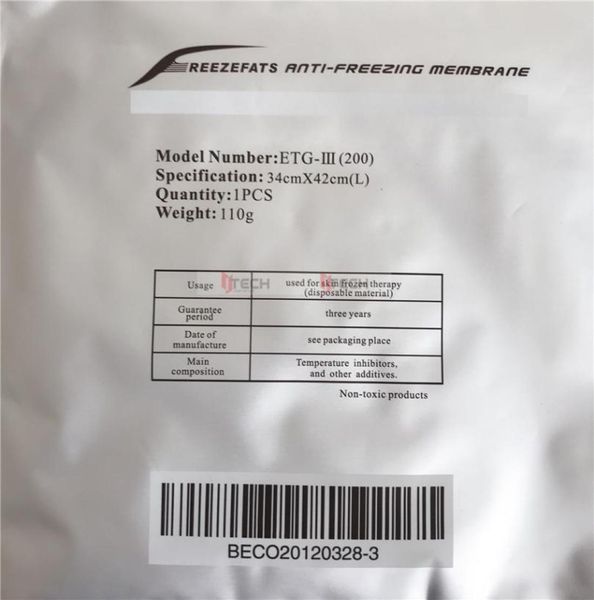 FREEZEFATS ANTI-FREEZING MEMBRANE
Model Number:ETG-III(200)
Specification: 34cmX42cm(L)
Quantity:1PCS
Weight: 110g
Usage
used for skin frozen therapy
(disposable material)
TECH
TECH
Guarantee
period
three years
Date of
manufacture
see packaging place
Main
composition
Temperature inhibitors,
and other additives.
Non-toxic products
BECO20120328-3